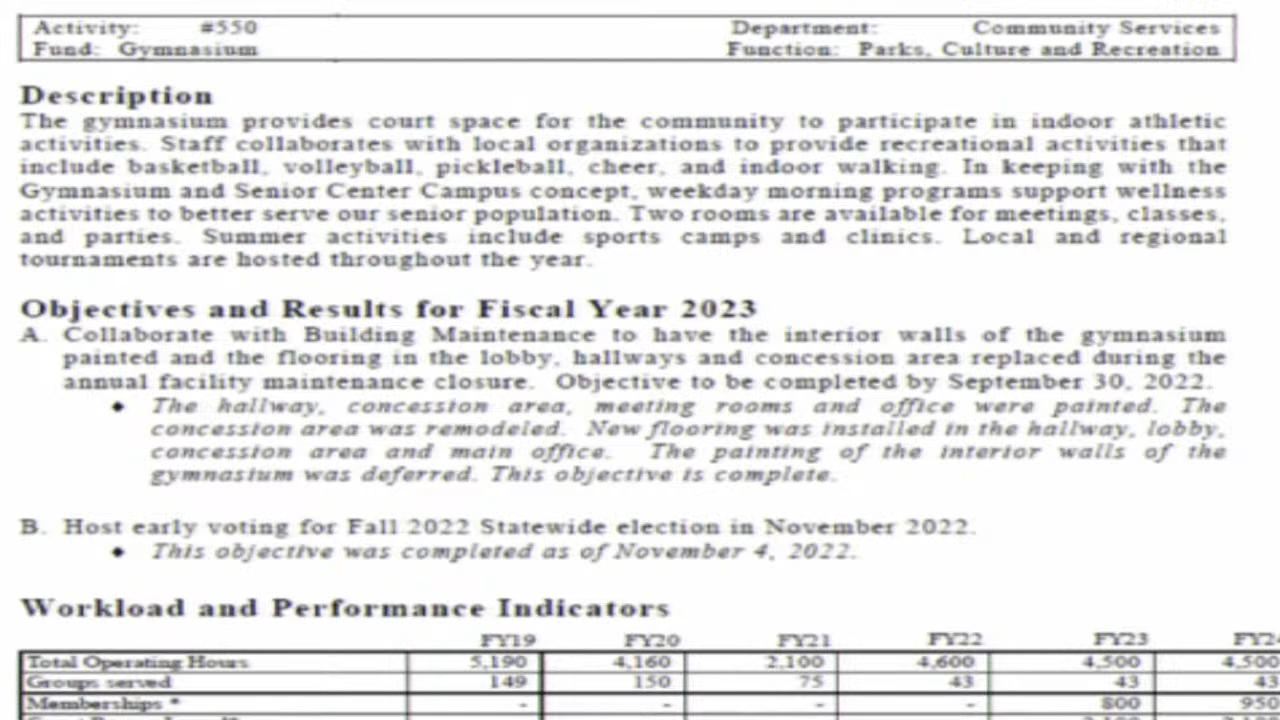 Activity: #550 Department: Community Services
Fund: Gymnasium Function: Parks, Culture and Recreation
Description
The gymnasium provides court space for the community to participate in indoor athletic
activities. Staff collaborates with local organizations to provide recreational activities that
include basketball, volleyball, pickleball, cheer, and indoor walking. In keeping with the
Gymnasium and Senior Center Campus concept, weekday morning programs support wellness
activities to better serve our senior population. Two rooms are available for meetings, classes,
and parties. Summer activities include sports camps and clinics. Local and regional
tournaments are hosted throughout the year.
Objectives and Results for Fiscal Year 2023
A. Collaborate with Building Maintenance to have the interior walls of the gymnasium
painted and the flooring in the lobby, hallways and concession area replaced during the
annual facility maintenance closure. Objective to be completed by September 30, 2022.
◆ The hallway, concession area, meeting rooms and office were painted. The
concession area was remodeled. New flooring was installed in the hallway, lobby,
concession area and main office. The painting of the interior walls of the
gymnasium was deferred. This objective is complete.
B. Host early voting for Fall 2022 Statewide election in November 2022.
◆ This objective was completed as of November 4, 2022.
Workload and Performance Indicators
FY19 FY20 FY21 FY22 FY23 FY24
Total Operating Hours 5,190 4,160 2,100 4,600 4,500 4,500
Groups served 149 150 75 43 43 43
Memberships * - - - - 800 950